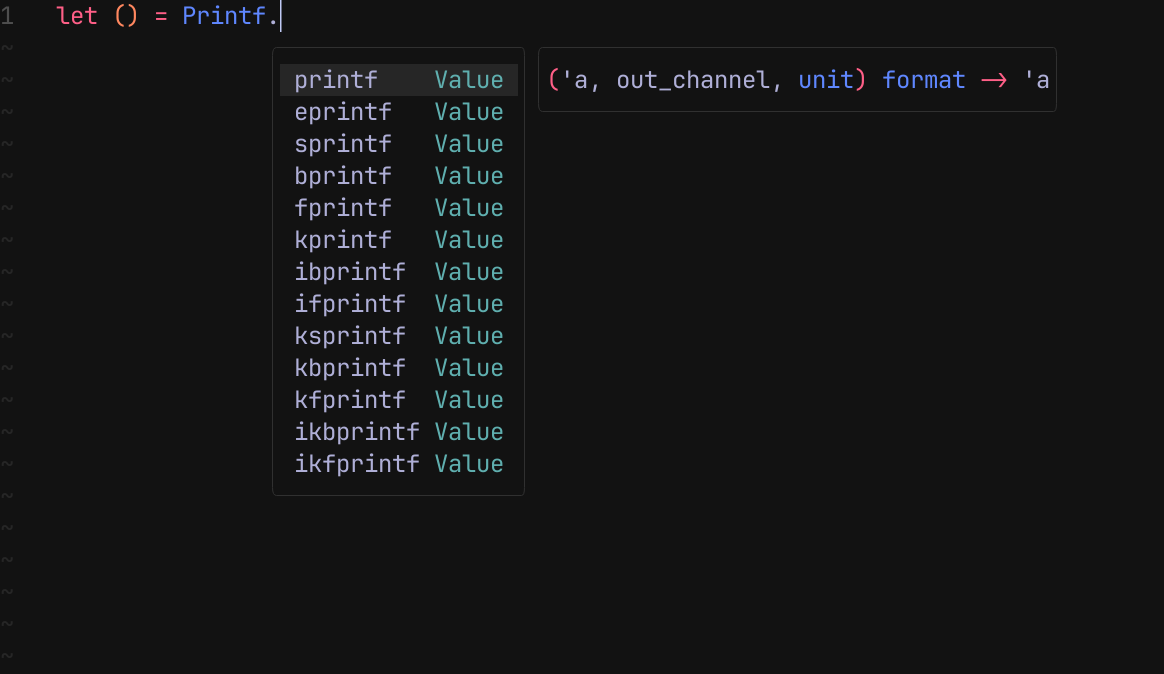 1 let () = Printf.
~
~ printf Value ('a, out_channel, unit) format -> 'a
~ eprintf Value
~ sprintf Value
~ bprintf Value
~ fprintf Value
~ kprintf Value
~ ibprintf Value
~ ifprintf Value
~ ksprintf Value
~ kbprintf Value
~ kfprintf Value
~ ikbprintf Value
~ ikfprintf Value
~
~
~
~
~
~